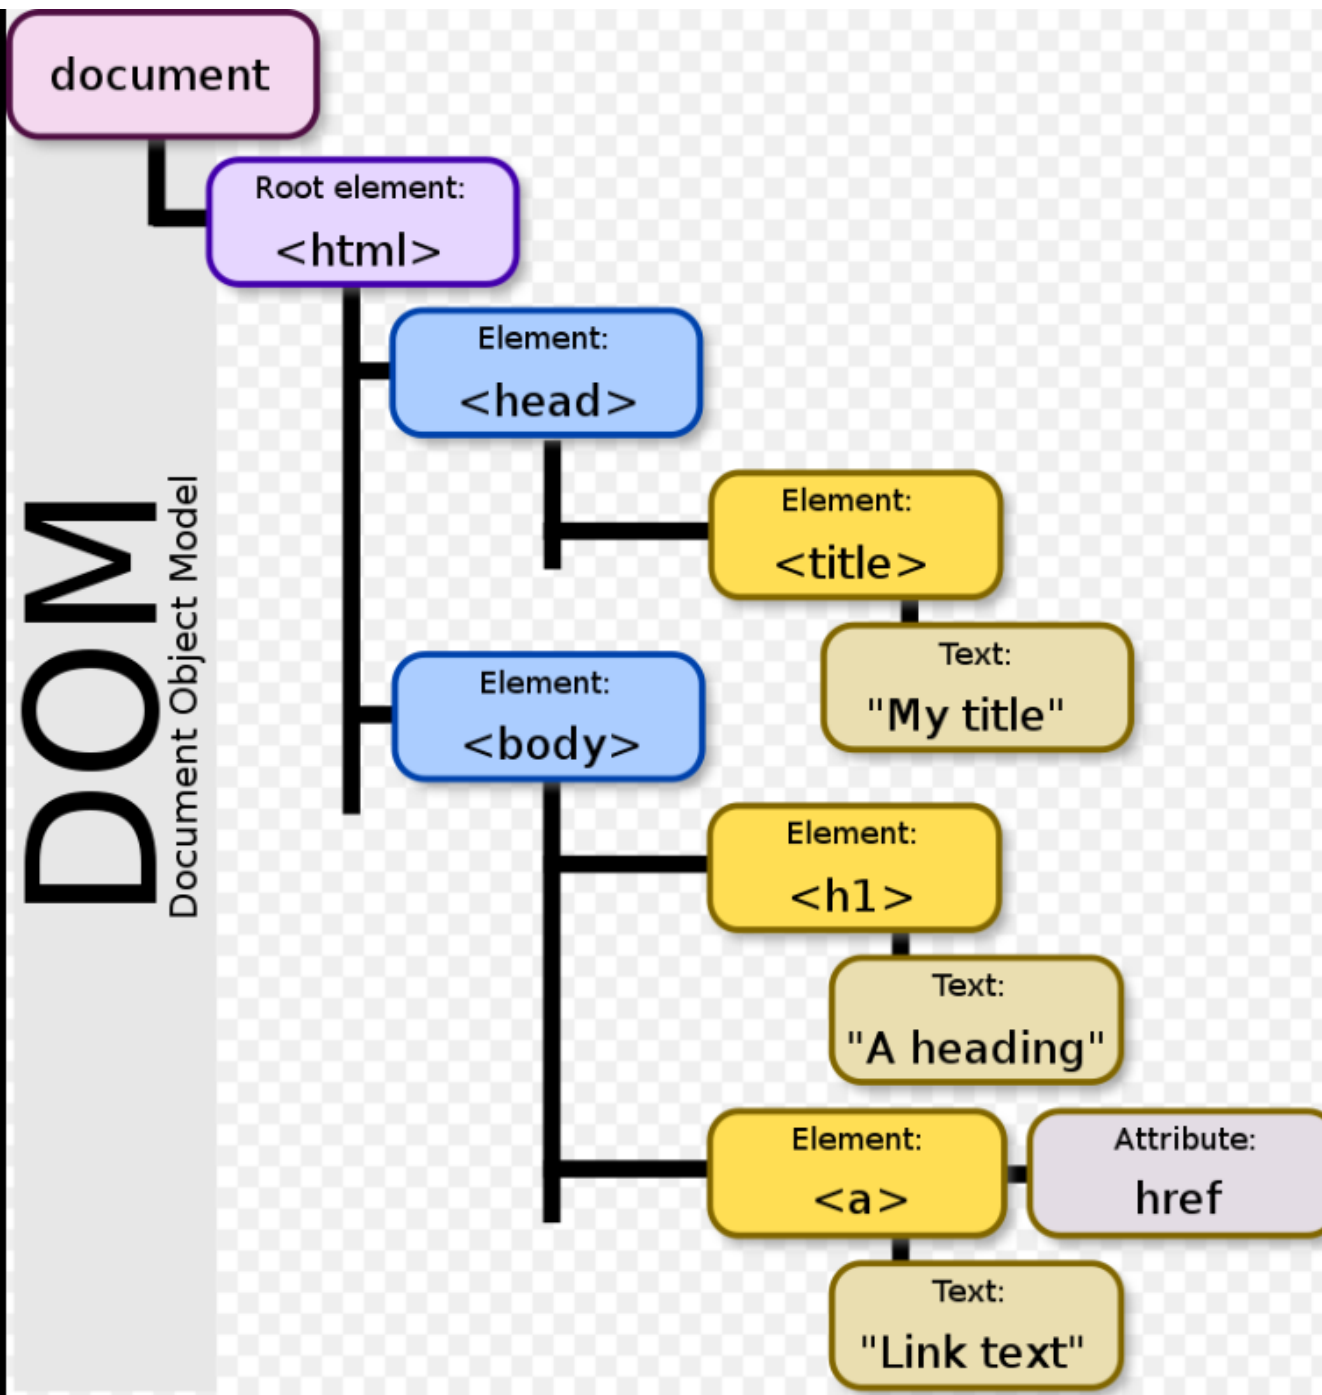 document
Root element:
<html>
Element:
<head>
Element:
<title>
Text:
"My title"
Element:
<body>
Element:
<h1>
Text:
"A heading"
Element:
<a>
Attribute:
href
Text:
"Link text"
DOM
Document Object Model